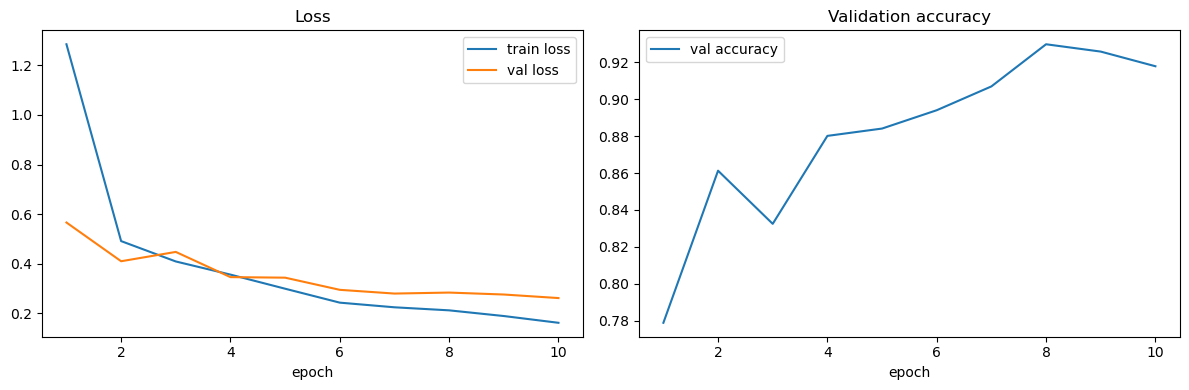 Loss
train loss
val loss
1.2
1.0
0.8
0.6
0.4
0.2
2 4 6 8 10
epoch
Validation accuracy
val accuracy
0.92
0.90
0.88
0.86
0.84
0.82
0.80
0.78
2 4 6 8 10
epoch